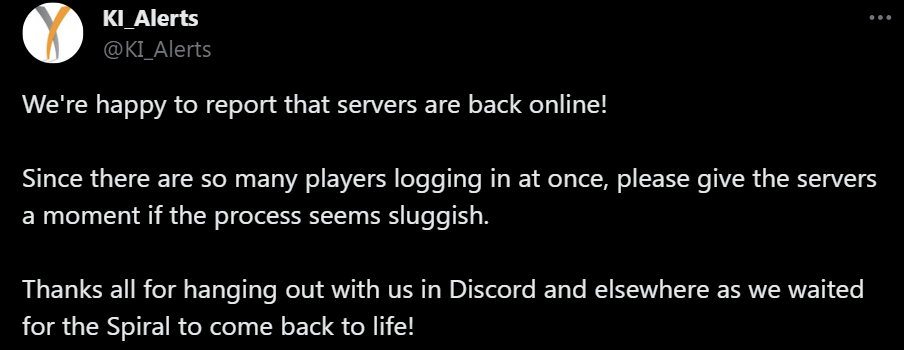 KI_Alerts
@KI_Alerts
We're happy to report that servers are back online!
Since there are so many players logging in at once, please give the servers
a moment if the process seems sluggish.
Thanks all for hanging out with us in Discord and elsewhere as we waited
for the Spiral to come back to life!